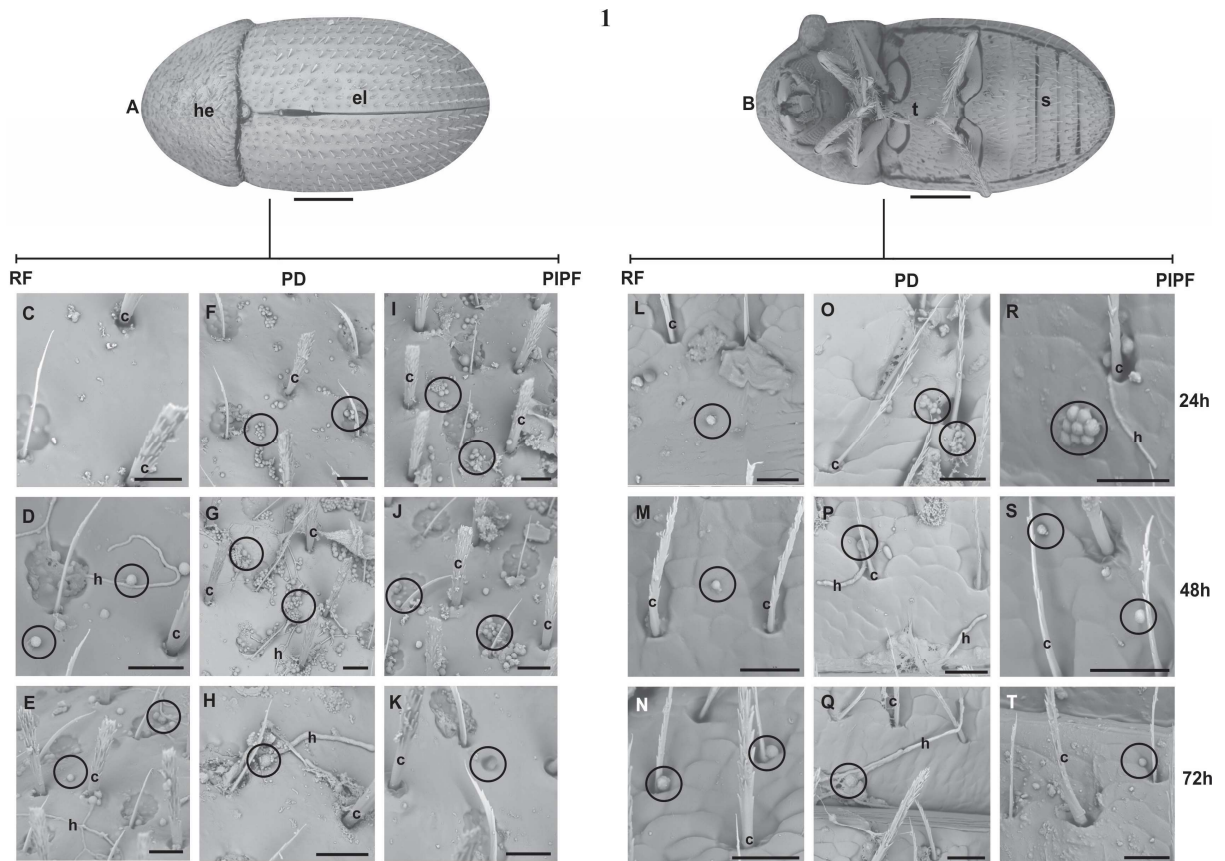 1
A he el
B t s
RF PD PIPF
RF PD PIPF
C c c
F c
I c c
L c
O c
R c h
24h
D h c
G c c h
J c c
M c c
P h c h
S c
48h
E c h
H h c
K c
N c
Q c h
T c
72h